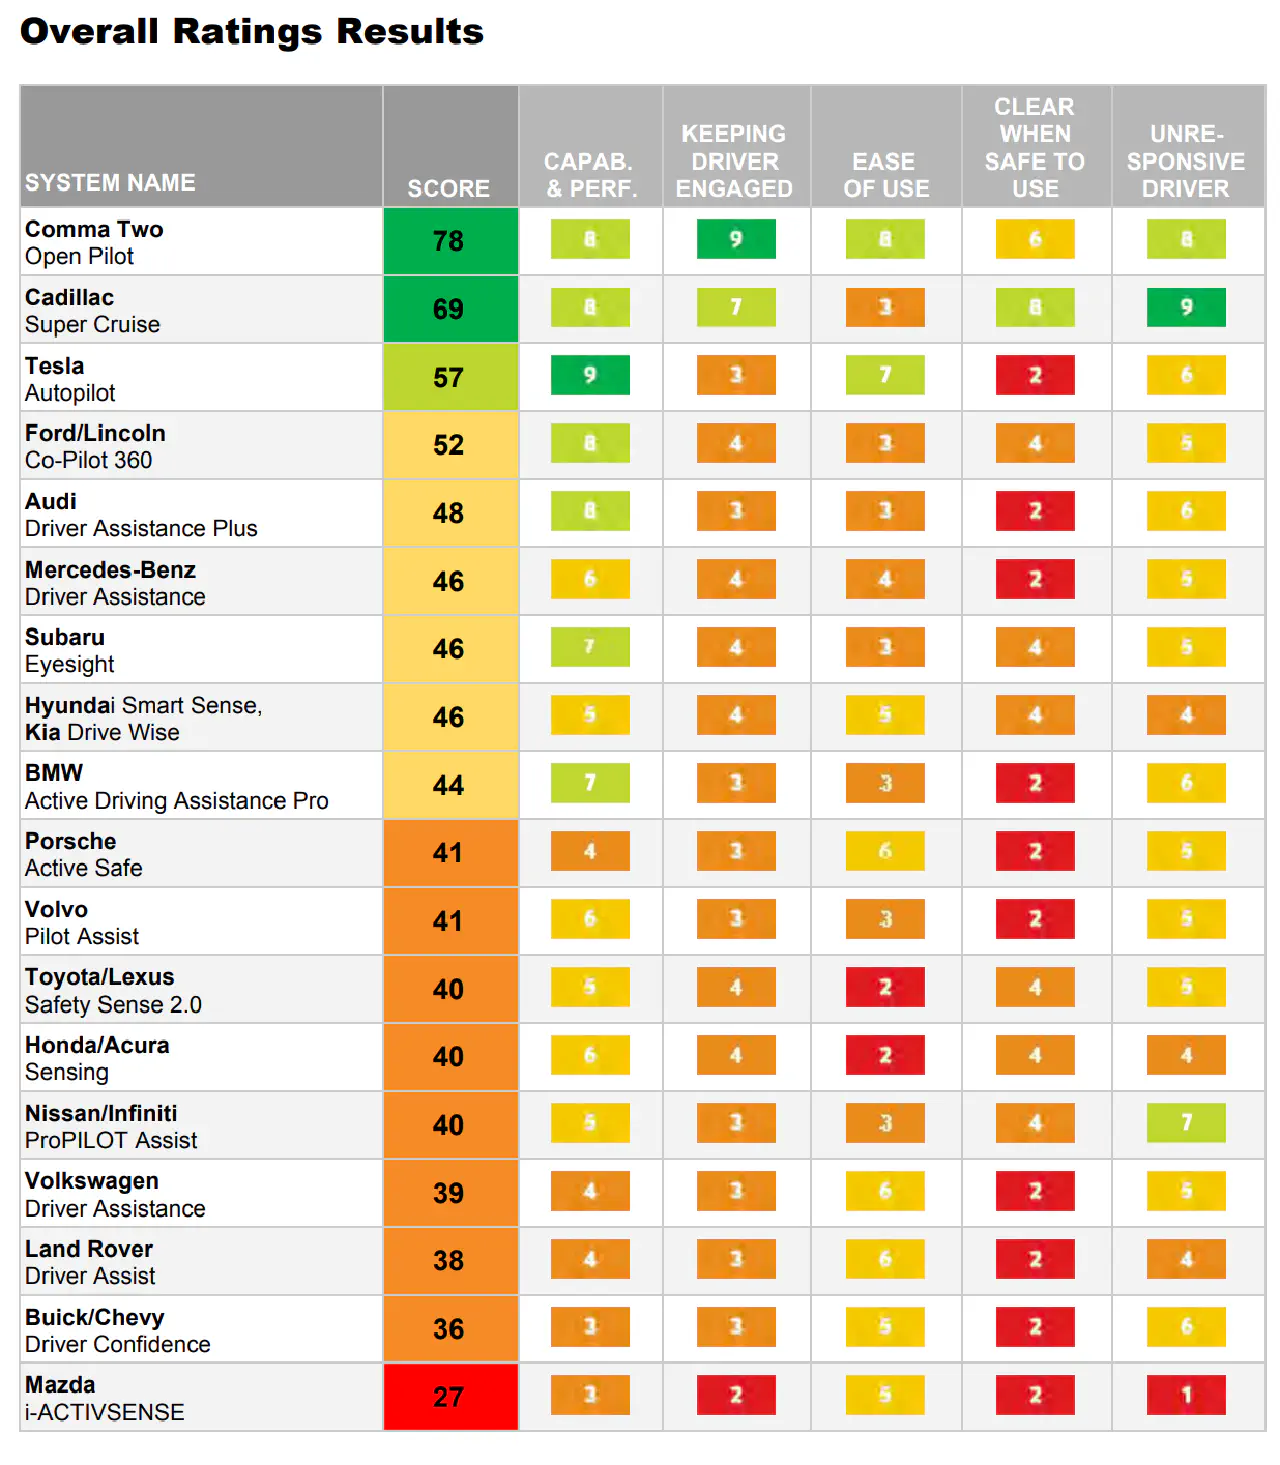 Overall Ratings Results
SYSTEM NAME
SCORE
CAPAB.
& PERF.
KEEPING
DRIVER
ENGAGED
EASE
OF USE
CLEAR
WHEN
SAFE TO
USE
UNRE-
SPONSIVE
DRIVER
Comma Two
Open Pilot
78 8 9 8 6 8
Cadillac
Super Cruise
69 8 7 3 8 9
Tesla
Autopilot
57 9 3 7 2 6
Ford/Lincoln
Co-Pilot 360
52 8 4 3 4 5
Audi
Driver Assistance Plus
48 8 3 3 2 6
Mercedes-Benz
Driver Assistance
46 6 4 4 2 5
Subaru
Eyesight
46 7 4 3 4 5
Hyundai Smart Sense,
Kia Drive Wise
46 5 4 5 4 4
BMW
Active Driving Assistance Pro
44 7 3 3 2 6
Porsche
Active Safe
41 4 3 6 2 5
Volvo
Pilot Assist
41 6 3 3 2 5
Toyota/Lexus
Safety Sense 2.0
40 5 4 2 4 5
Honda/Acura
Sensing
40 6 4 2 4 4
Nissan/Infiniti
ProPILOT Assist
40 5 3 3 4 7
Volkswagen
Driver Assistance
39 4 3 6 2 5
Land Rover
Driver Assist
38 4 3 6 2 4
Buick/Chevy
Driver Confidence
36 3 3 5 2 6
Mazda
i-ACTIVSENSE
27 3 2 5 2 1